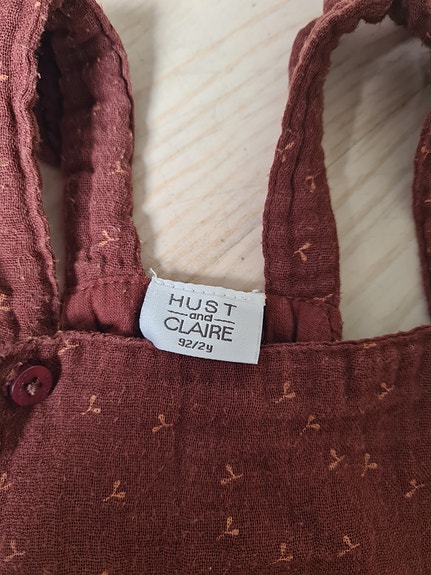 HUST
and
CLAIRE
92/2y